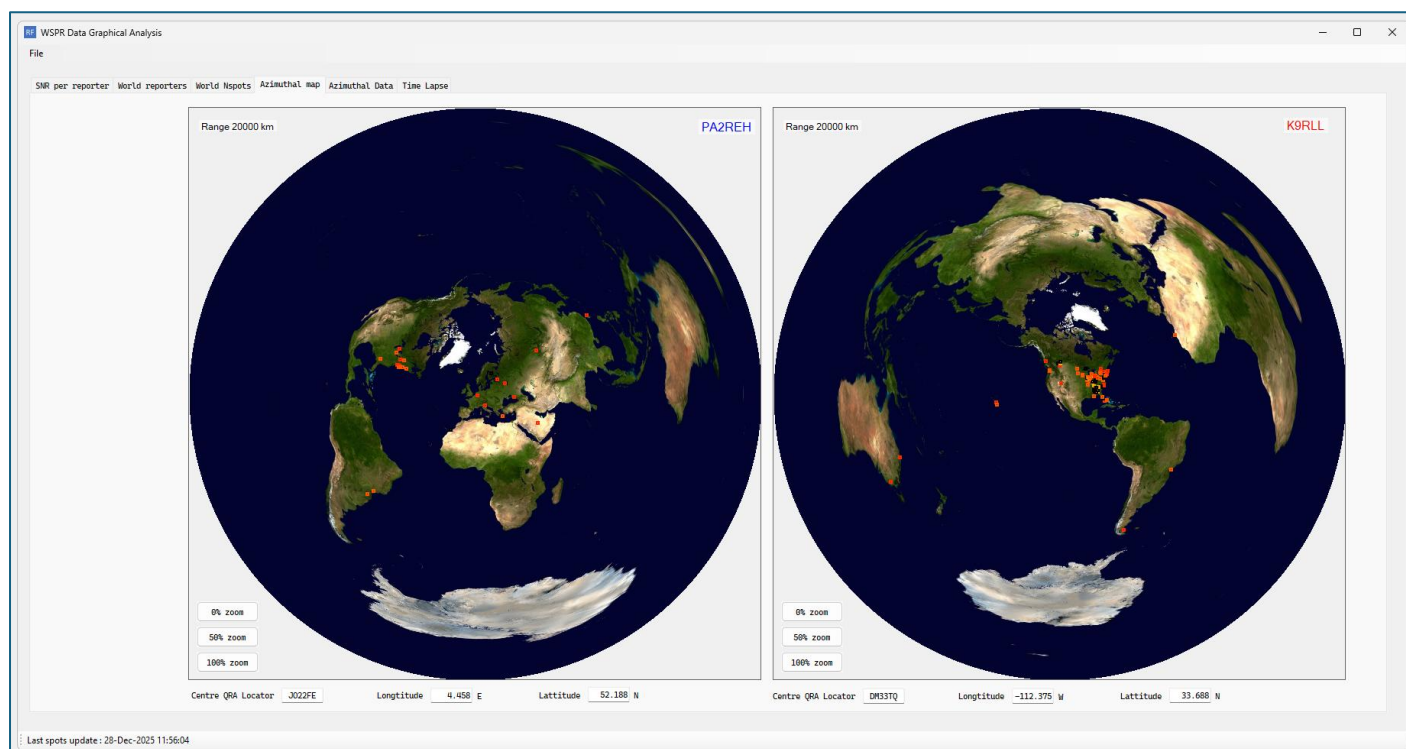 RF WSPR Data Graphical Analysis
File
SNR per reporter World reporters World Nspots Azimuthal map Azimuthal Data Time Lapse
Range 20000 km PA2REH
0% zoom
50% zoom
100% zoom
Centre QRA Locator JO22FE Longtitude 4.458 E Lattitude 52.188 N
Range 20000 km K9RLL
0% zoom
50% zoom
100% zoom
Centre QRA Locator DM33TQ Longtitude -112.375 W Lattitude 33.688 N
Last spots update : 28-Dec-2025 11:56:04